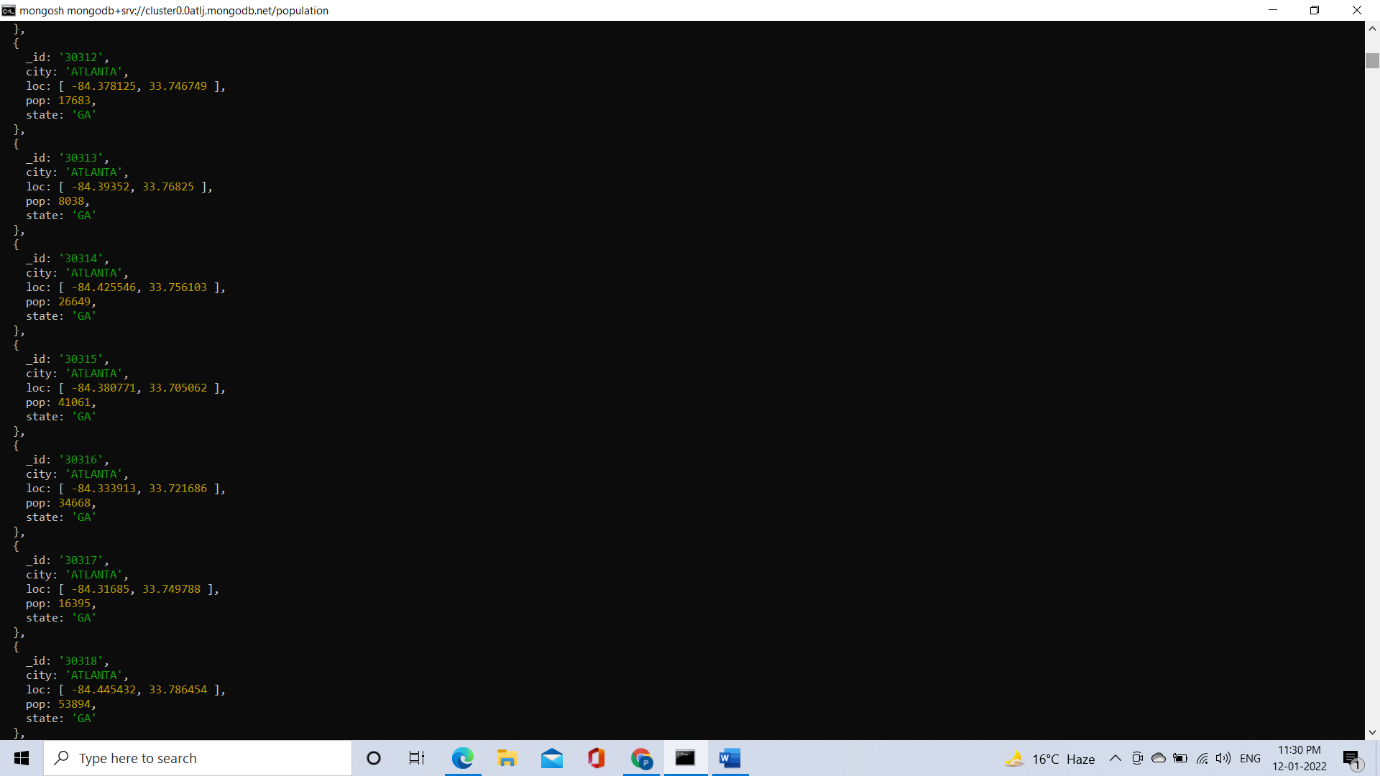 mongosh mongodb+srv://cluster0.0atlj.mongodb.net/population
},
{
_id: '30312',
city: 'ATLANTA',
loc: [ -84.378125, 33.746749 ],
pop: 17683,
state: 'GA'
},
{
_id: '30313',
city: 'ATLANTA',
loc: [ -84.39352, 33.76825 ],
pop: 8038,
state: 'GA'
},
{
_id: '30314',
city: 'ATLANTA',
loc: [ -84.425546, 33.756103 ],
pop: 26649,
state: 'GA'
},
{
_id: '30315',
city: 'ATLANTA',
loc: [ -84.380771, 33.705062 ],
pop: 41061,
state: 'GA'
},
{
_id: '30316',
city: 'ATLANTA',
loc: [ -84.333913, 33.721686 ],
pop: 34668,
state: 'GA'
},
{
_id: '30317',
city: 'ATLANTA',
loc: [ -84.31685, 33.749788 ],
pop: 16395,
state: 'GA'
},
{
_id: '30318',
city: 'ATLANTA',
loc: [ -84.445432, 33.786454 ],
pop: 53894,
state: 'GA'
},
Type here to search
16°C Haze
ENG
11:30 PM
12-01-2022
1